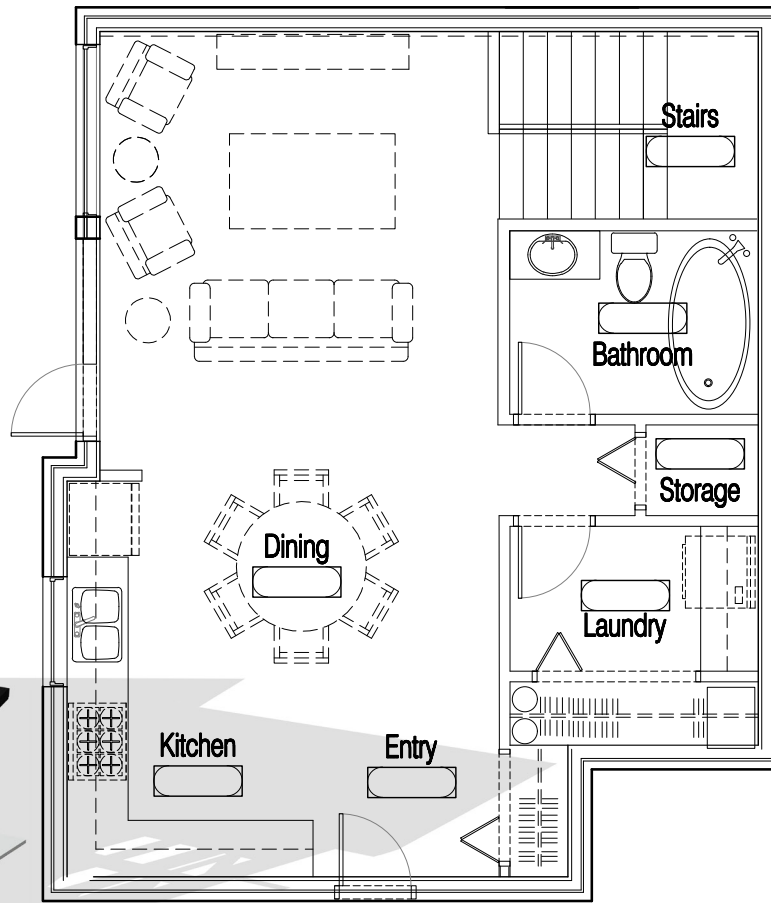 Stairs
Bathroom
Storage
Dining
Laundry
Kitchen
Entry